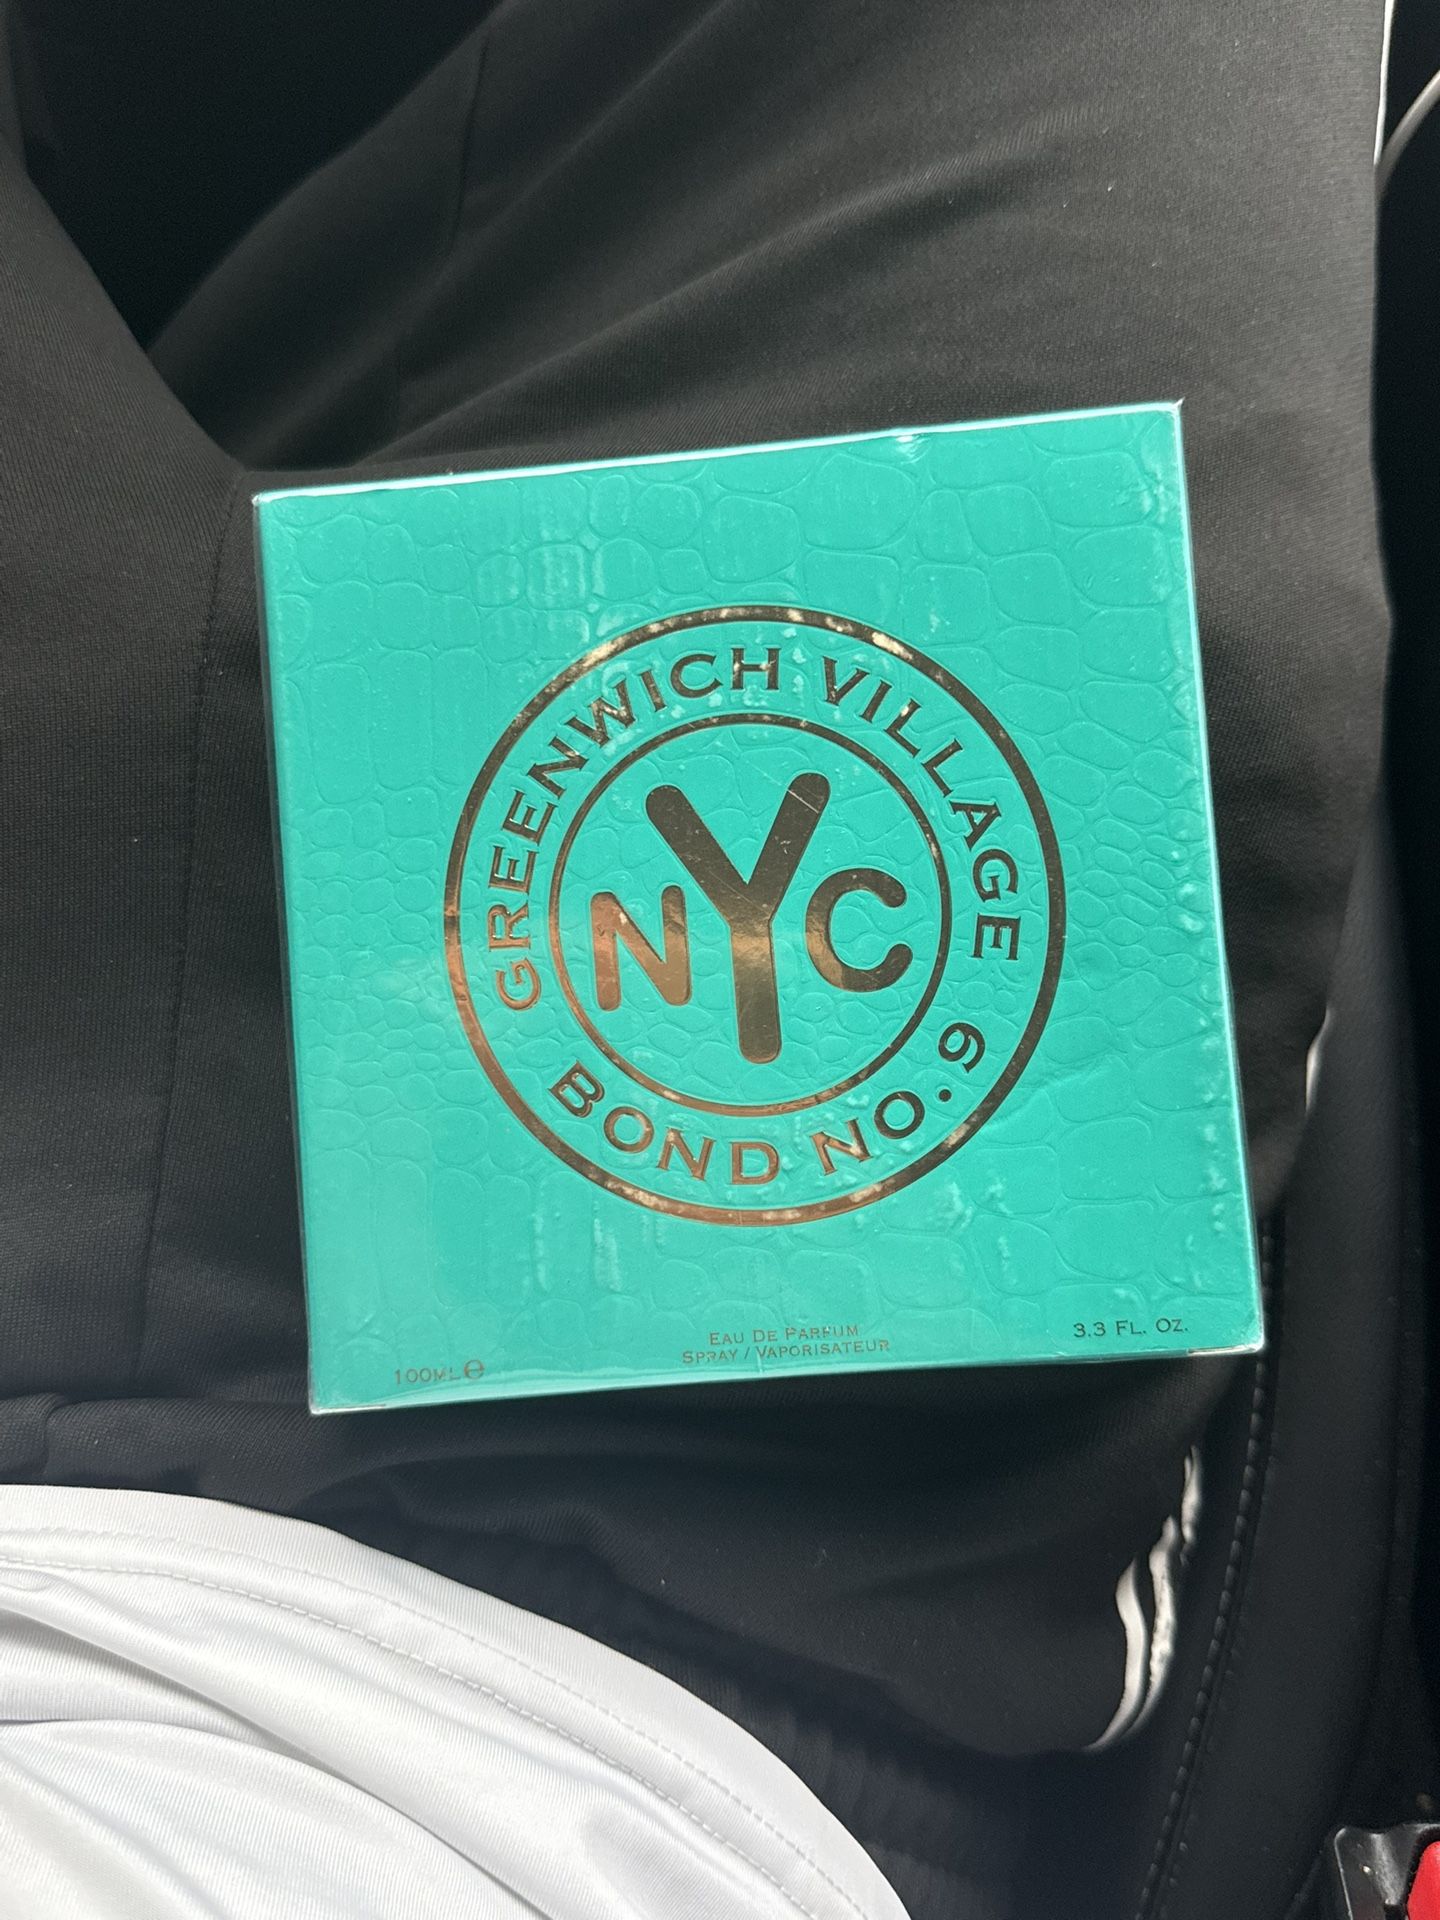 GREENWICH VILLAGE
NYC
BOND NO. 9
EAU DE PARFUM
SPRAY / VAPORISATEUR
100ML ℮
3.3 FL. OZ.